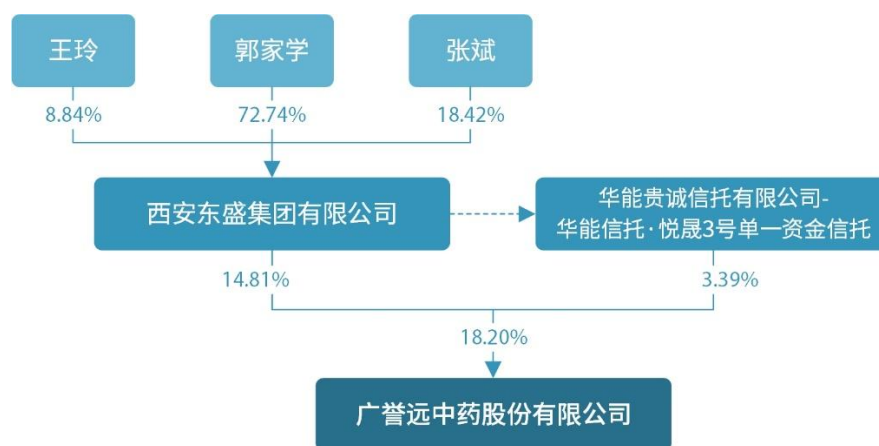 王玲
郭家学
张斌
8.84%
72.74%
18.42%
西安东盛集团有限公司
华能贵诚信托有限公司-
华能信托·悦晟3号单一资金信托
14.81%
3.39%
18.20%
广誉远中药股份有限公司